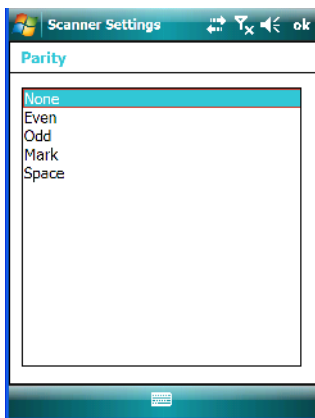 Scanner Settings ok
Parity
None
Even
Odd
Mark
Space